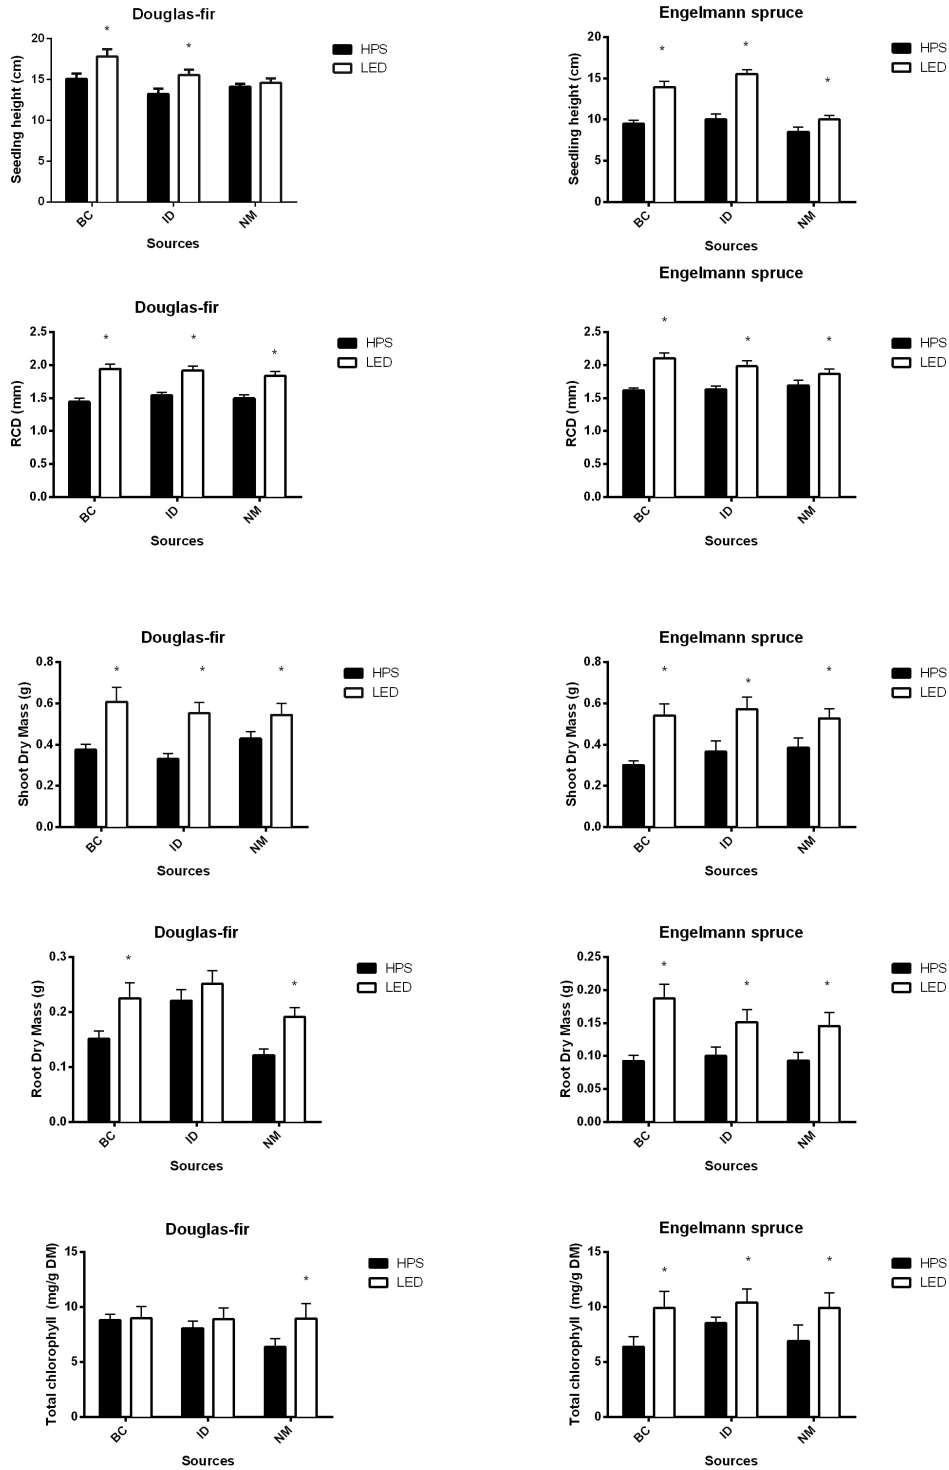 Douglas-fir
Seedling height (cm)
20
15
10
5
0
*
*
HPS
LED
BC
ID
NM
Sources
Engelmann spruce
Seedling height (cm)
20
15
10
5
0
*
*
*
HPS
LED
BC
ID
NM
Sources
Douglas-fir
RCD (mm)
2.5
2.0
1.5
1.0
0.5
0.0
*
*
*
HPS
LED
BC
ID
NM
Sources
Engelmann spruce
RCD (mm)
2.5
2.0
1.5
1.0
0.5
0.0
*
*
*
HPS
LED
BC
ID
NM
Sources
Douglas-fir
Shoot Dry Mass (g)
0.8
0.6
0.4
0.2
0.0
*
*
*
HPS
LED
BC
ID
NM
Sources
Engelmann spruce
Shoot Dry Mass (g)
0.8
0.6
0.4
0.2
0.0
*
*
*
HPS
LED
BC
ID
NM
Sources
Douglas-fir
Root Dry Mass (g)
0.3
0.2
0.1
0.0
*
*
HPS
LED
BC
ID
NM
Sources
Engelmann spruce
Root Dry Mass (g)
0.25
0.20
0.15
0.10
0.05
0.00
*
*
*
HPS
LED
BC
ID
NM
Sources
Douglas-fir
Total chlorophyll (mg/g DM)
15
10
5
0
*
HPS
LED
BC
ID
NM
Sources
Engelmann spruce
Total chlorophyll (mg/g DM)
15
10
5
0
*
*
*
HPS
LED
BC
ID
NM
Sources